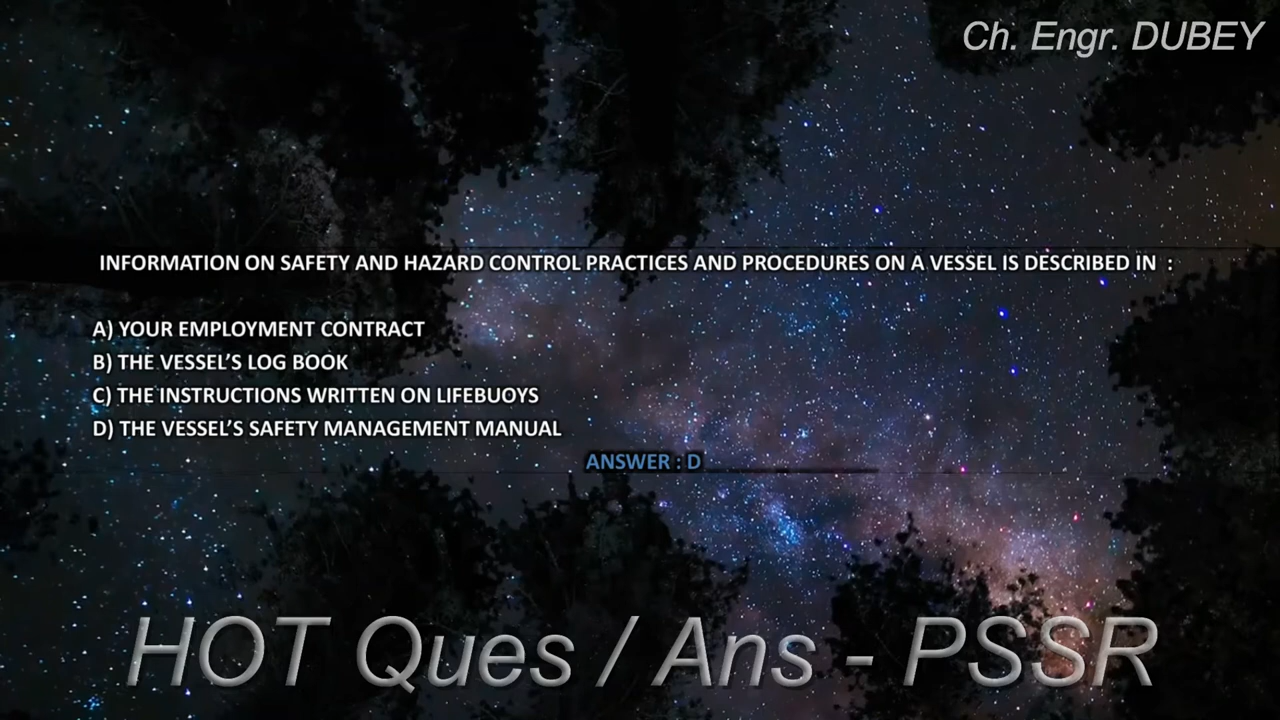 Ch. Engr. DUBEY
INFORMATION ON SAFETY AND HAZARD CONTROL PRACTICES AND PROCEDURES ON A VESSEL IS DESCRIBED IN :
A) YOUR EMPLOYMENT CONTRACT
B) THE VESSEL’S LOG BOOK
C) THE INSTRUCTIONS WRITTEN ON LIFEBUOYS
D) THE VESSEL’S SAFETY MANAGEMENT MANUAL
ANSWER : D
HOT Ques / Ans - PSSR